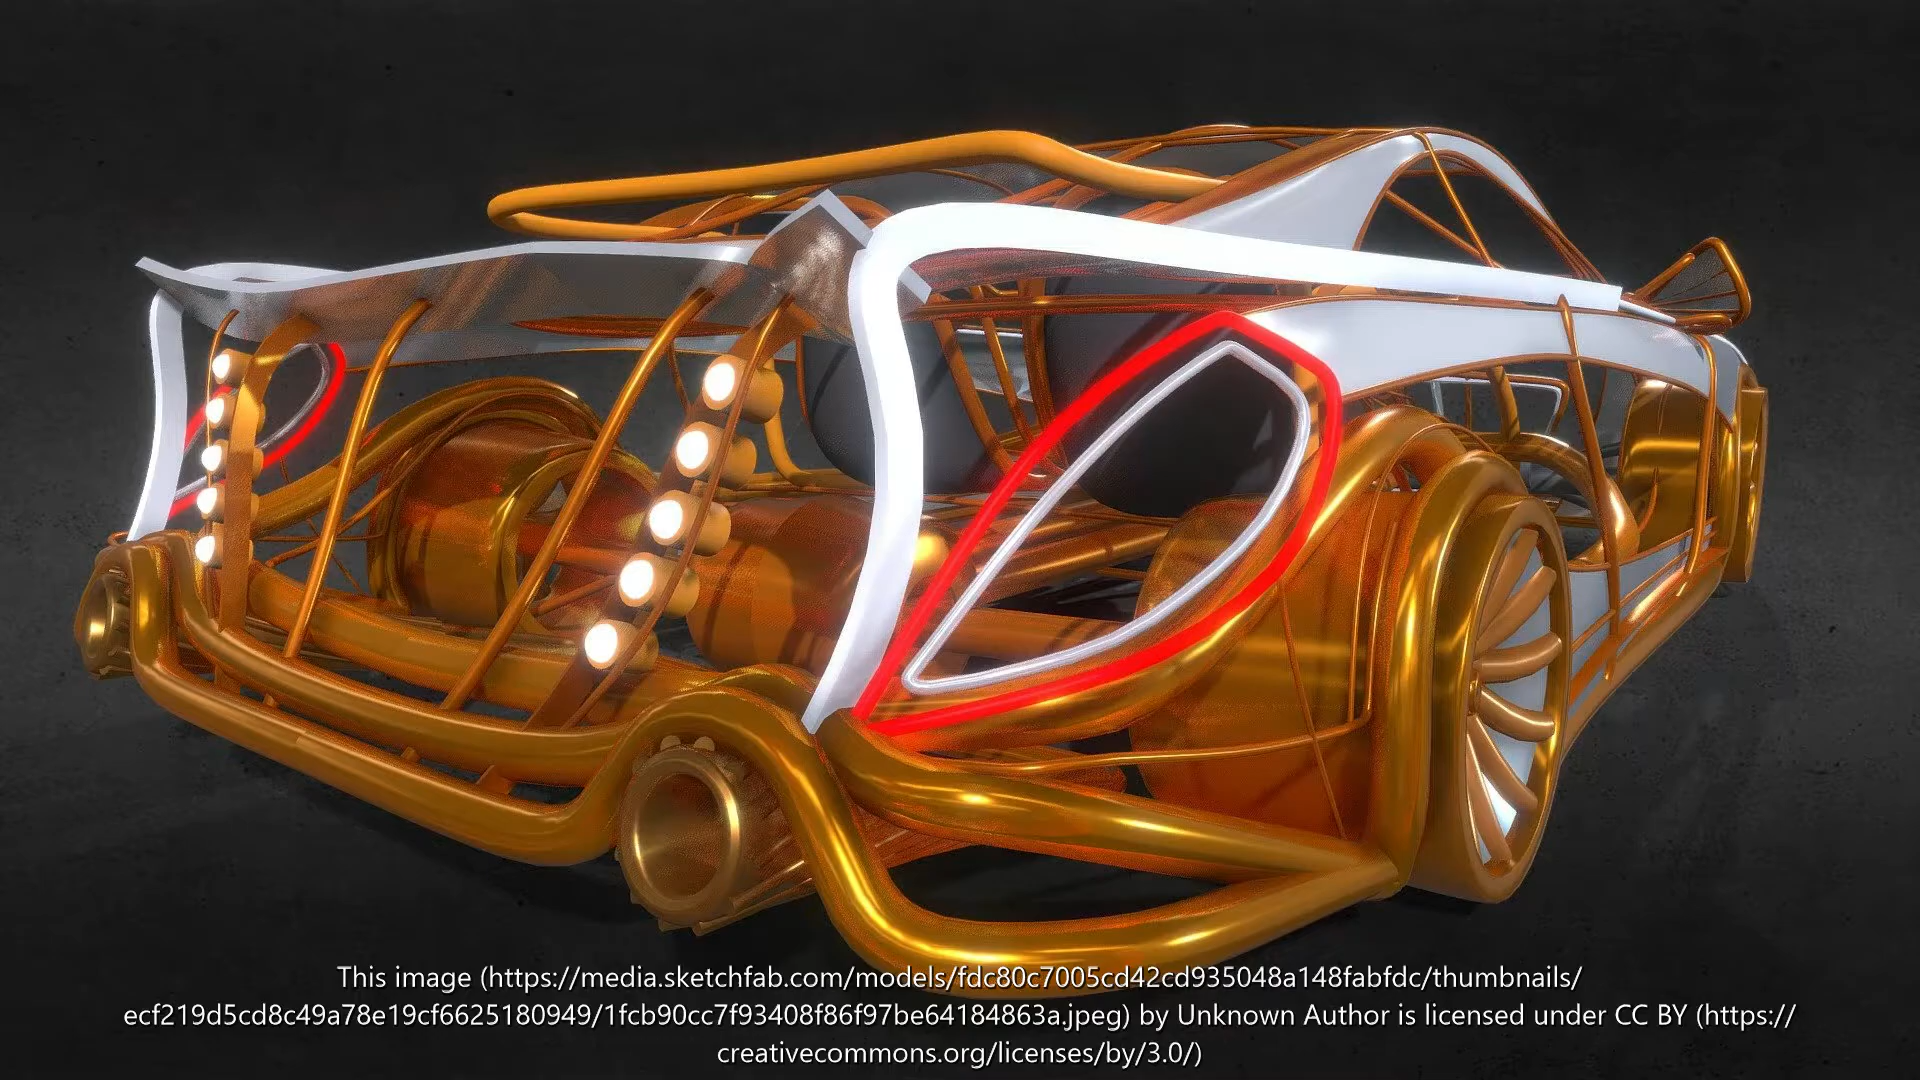 This image (https://media.sketchfab.com/models/fdc80c7005cd42cd935048a148fabfdc/thumbnails/
ecf219d5cd8c49a78e19cf6625180949/1fcb90cc7f93408f86f97be64184863a.jpeg) by Unknown Author is licensed under CC BY (https://
creativecommons.org/licenses/by/3.0/)